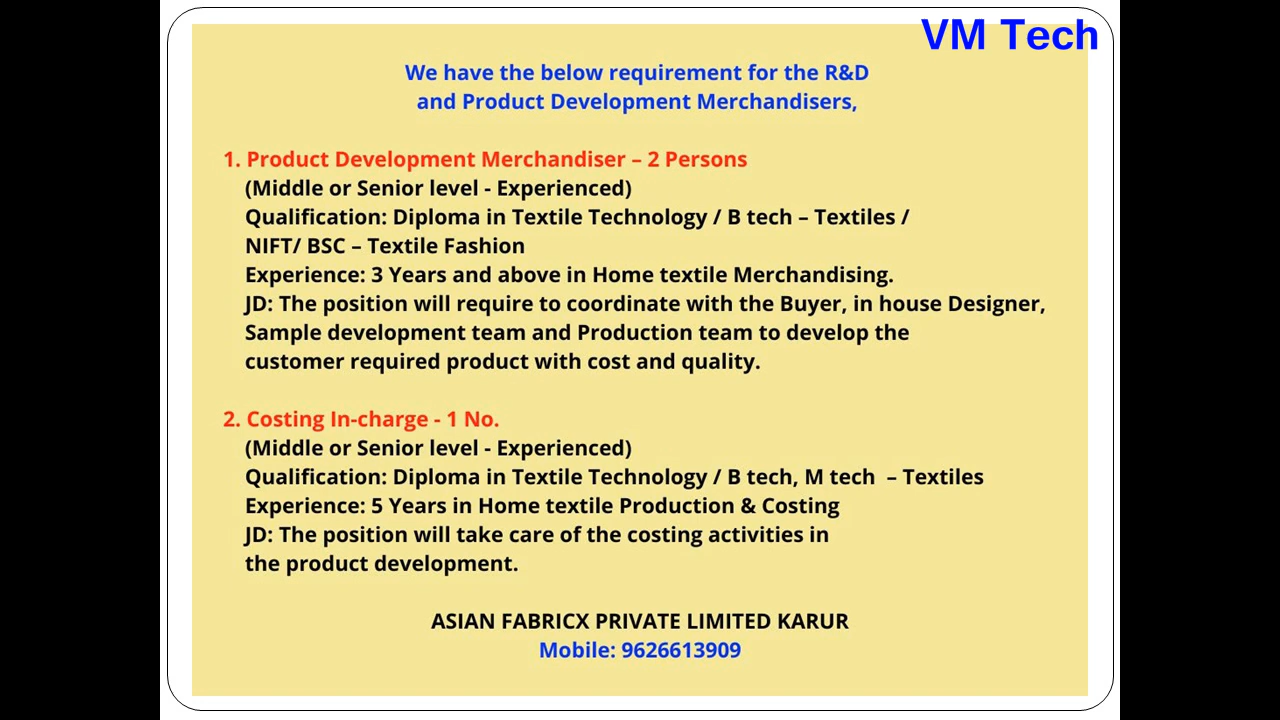 VM Tech
We have the below requirement for the R&D
and Product Development Merchandisers,
1. Product Development Merchandiser – 2 Persons
(Middle or Senior level - Experienced)
Qualification: Diploma in Textile Technology / B tech – Textiles /
NIFT/ BSC – Textile Fashion
Experience: 3 Years and above in Home textile Merchandising.
JD: The position will require to coordinate with the Buyer, in house Designer,
Sample development team and Production team to develop the
customer required product with cost and quality.
2. Costing In-charge - 1 No.
(Middle or Senior level - Experienced)
Qualification: Diploma in Textile Technology / B tech, M tech  – Textiles
Experience: 5 Years in Home textile Production & Costing
JD: The position will take care of the costing activities in
the product development.
ASIAN FABRICX PRIVATE LIMITED KARUR
Mobile: 9626613909